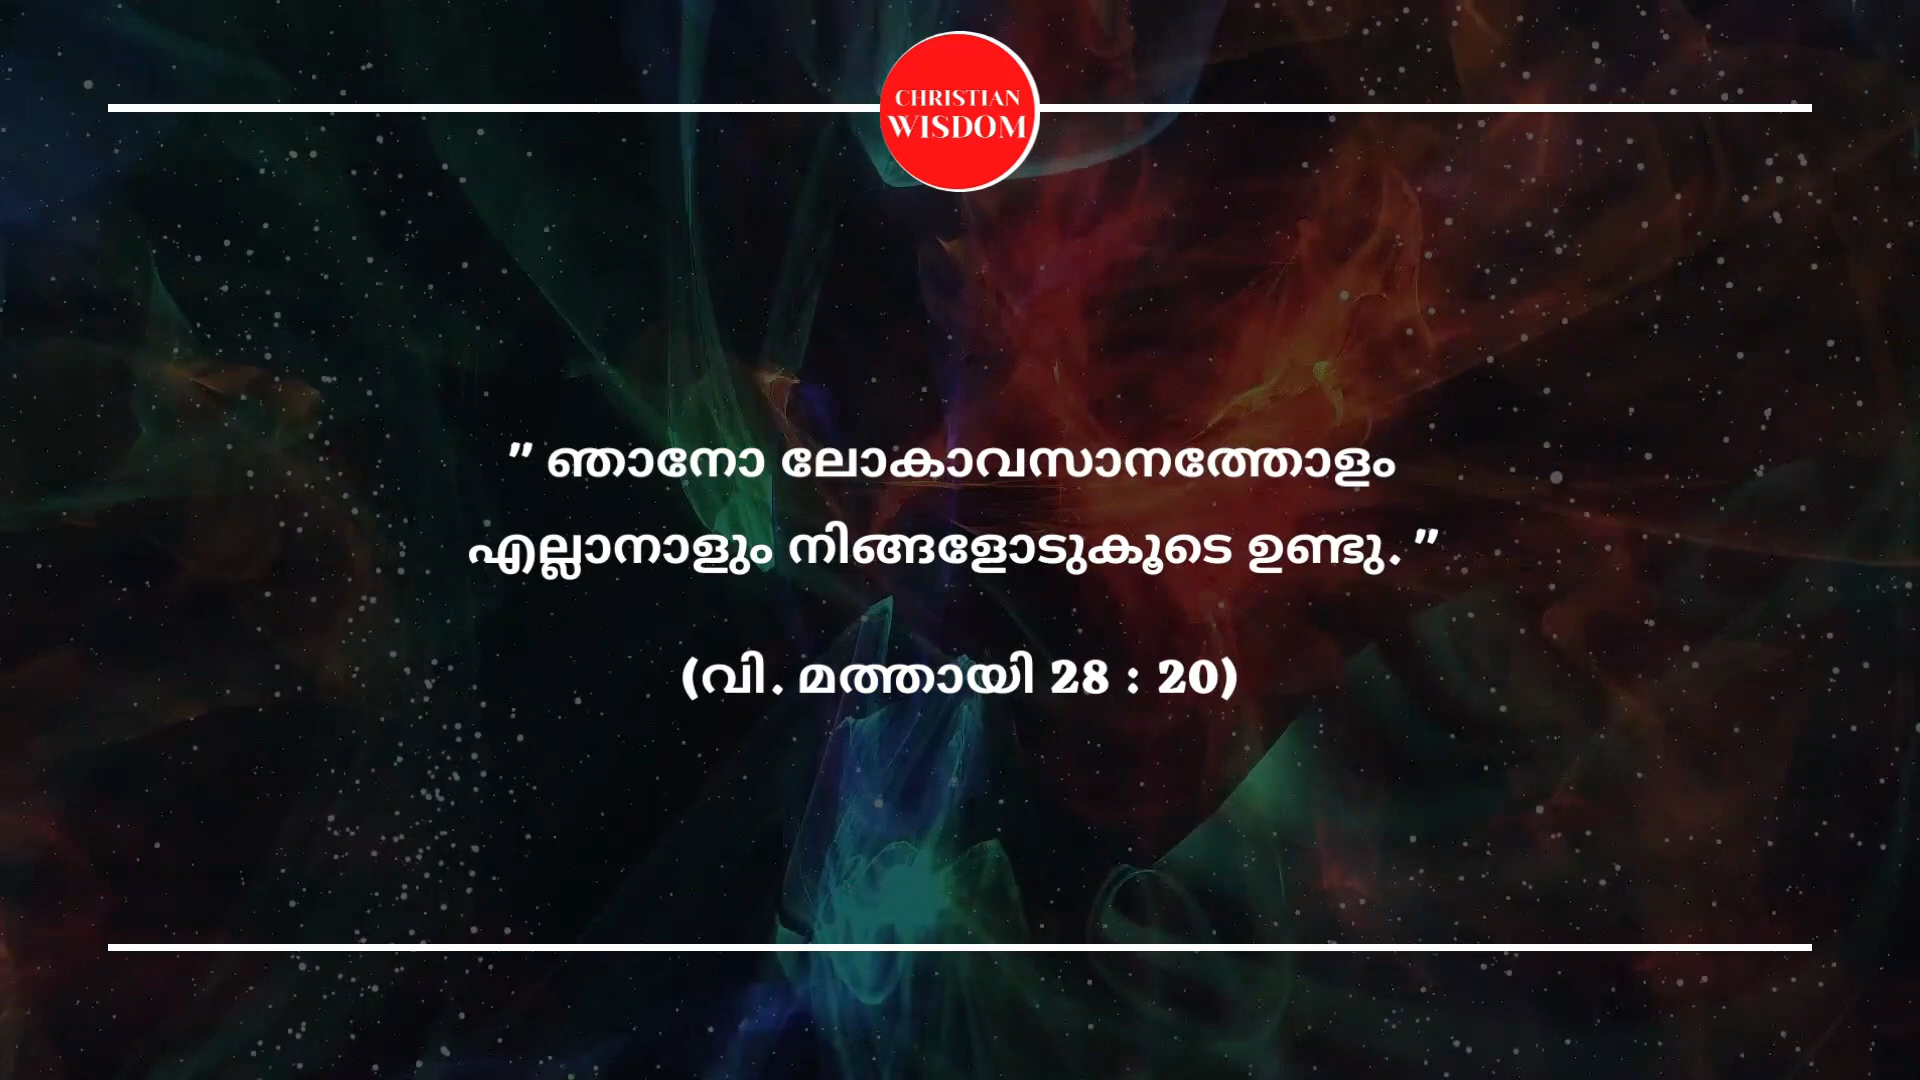 CHRISTIAN
WISDOM
" ഞാനോ ലോകാവസാനത്തോളം
എല്ലാനാളും നിങ്ങളോടുകൂടെ ഉണ്ടു. "
(വി. മത്തായി 28 : 20)